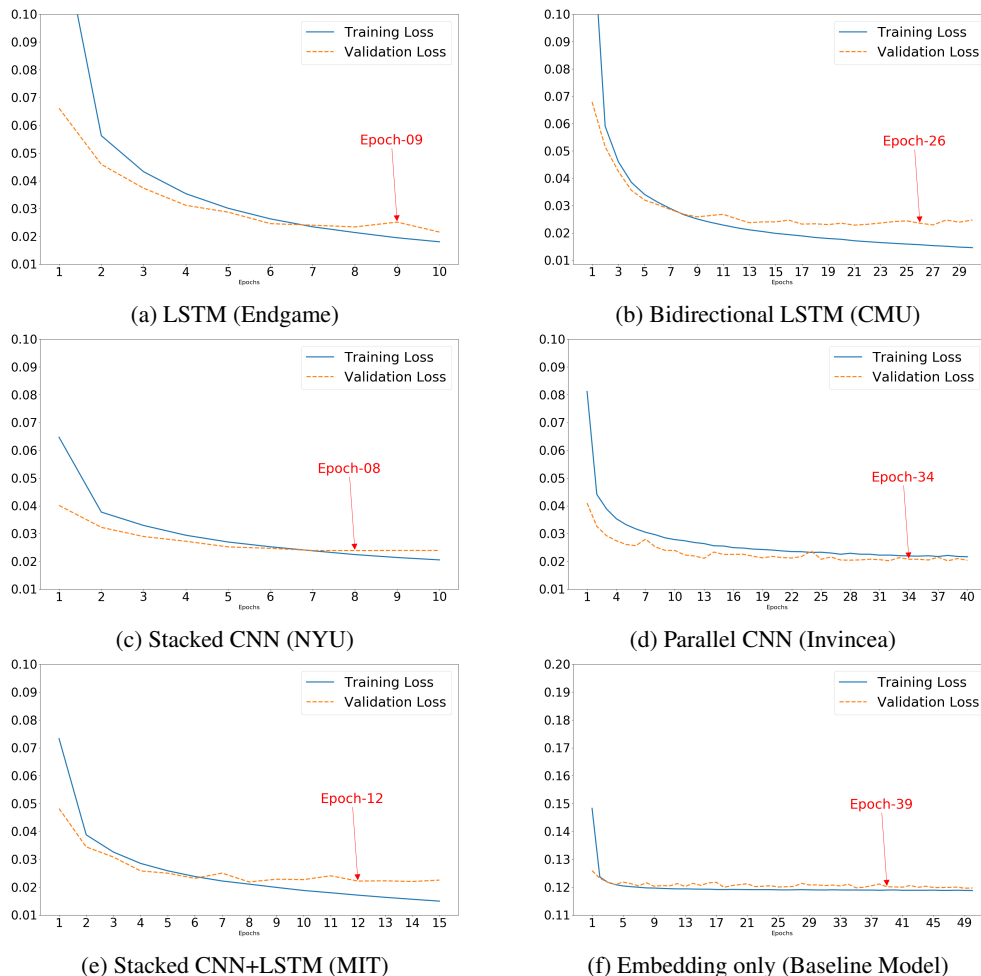 0.10
0.09
0.08
0.07
0.06
0.05
0.04
0.03
0.02
0.01
Training Loss
Validation Loss
Epoch-09
1 2 3 4 5 6 7 8 9 10
Epochs
(a) LSTM (Endgame)
0.10
0.09
0.08
0.07
0.06
0.05
0.04
0.03
0.02
0.01
Training Loss
Validation Loss
Epoch-26
1 3 5 7 9 11 13 15 17 19 21 23 25 27 29
Epochs
(b) Bidirectional LSTM (CMU)
0.10
0.09
0.08
0.07
0.06
0.05
0.04
0.03
0.02
0.01
Training Loss
Validation Loss
Epoch-08
1 2 3 4 5 6 7 8 9 10
Epochs
(c) Stacked CNN (NYU)
0.10
0.09
0.08
0.07
0.06
0.05
0.04
0.03
0.02
0.01
Training Loss
Validation Loss
Epoch-34
1 4 7 10 13 16 19 22 25 28 31 34 37 40
Epochs
(d) Parallel CNN (Invincea)
0.10
0.09
0.08
0.07
0.06
0.05
0.04
0.03
0.02
0.01
Training Loss
Validation Loss
Epoch-12
1 2 3 4 5 6 7 8 9 10 11 12 13 14 15
Epochs
(e) Stacked CNN+LSTM (MIT)
0.20
0.19
0.18
0.17
0.16
0.15
0.14
0.13
0.12
0.11
Training Loss
Validation Loss
Epoch-39
1 5 9 13 17 21 25 29 33 37 41 45 49
Epochs
(f) Embedding only (Baseline Model)